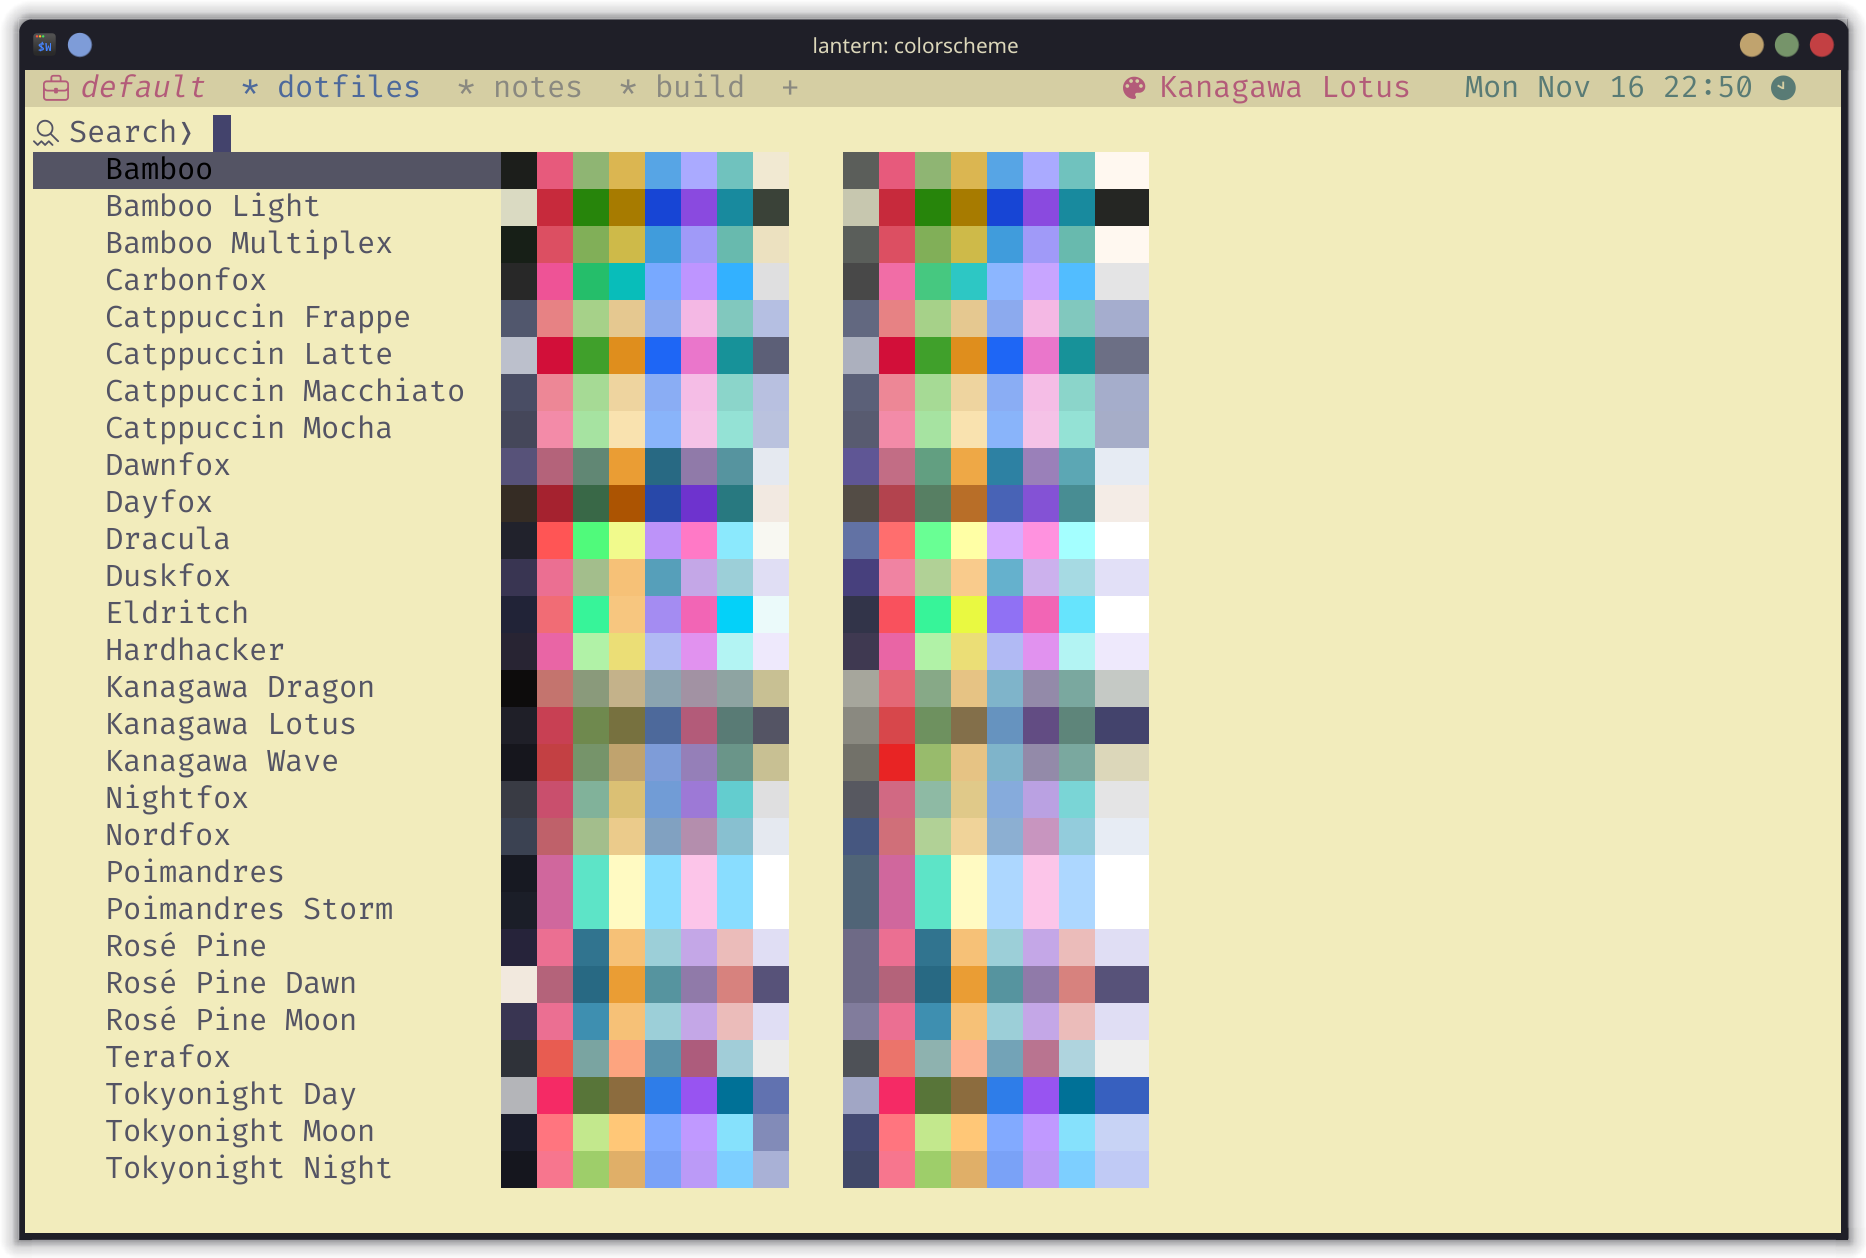 $W lantern: colorscheme
default * dotfiles * notes * build + Kanagawa Lotus Mon Nov 16 22:50
Search❭
Bamboo
Bamboo Light
Bamboo Multiplex
Carbonfox
Catppuccin Frappe
Catppuccin Latte
Catppuccin Macchiato
Catppuccin Mocha
Dawnfox
Dayfox
Dracula
Duskfox
Eldritch
Hardhacker
Kanagawa Dragon
Kanagawa Lotus
Kanagawa Wave
Nightfox
Nordfox
Poimandres
Poimandres Storm
Rosé Pine
Rosé Pine Dawn
Rosé Pine Moon
Terafox
Tokyonight Day
Tokyonight Moon
Tokyonight Night